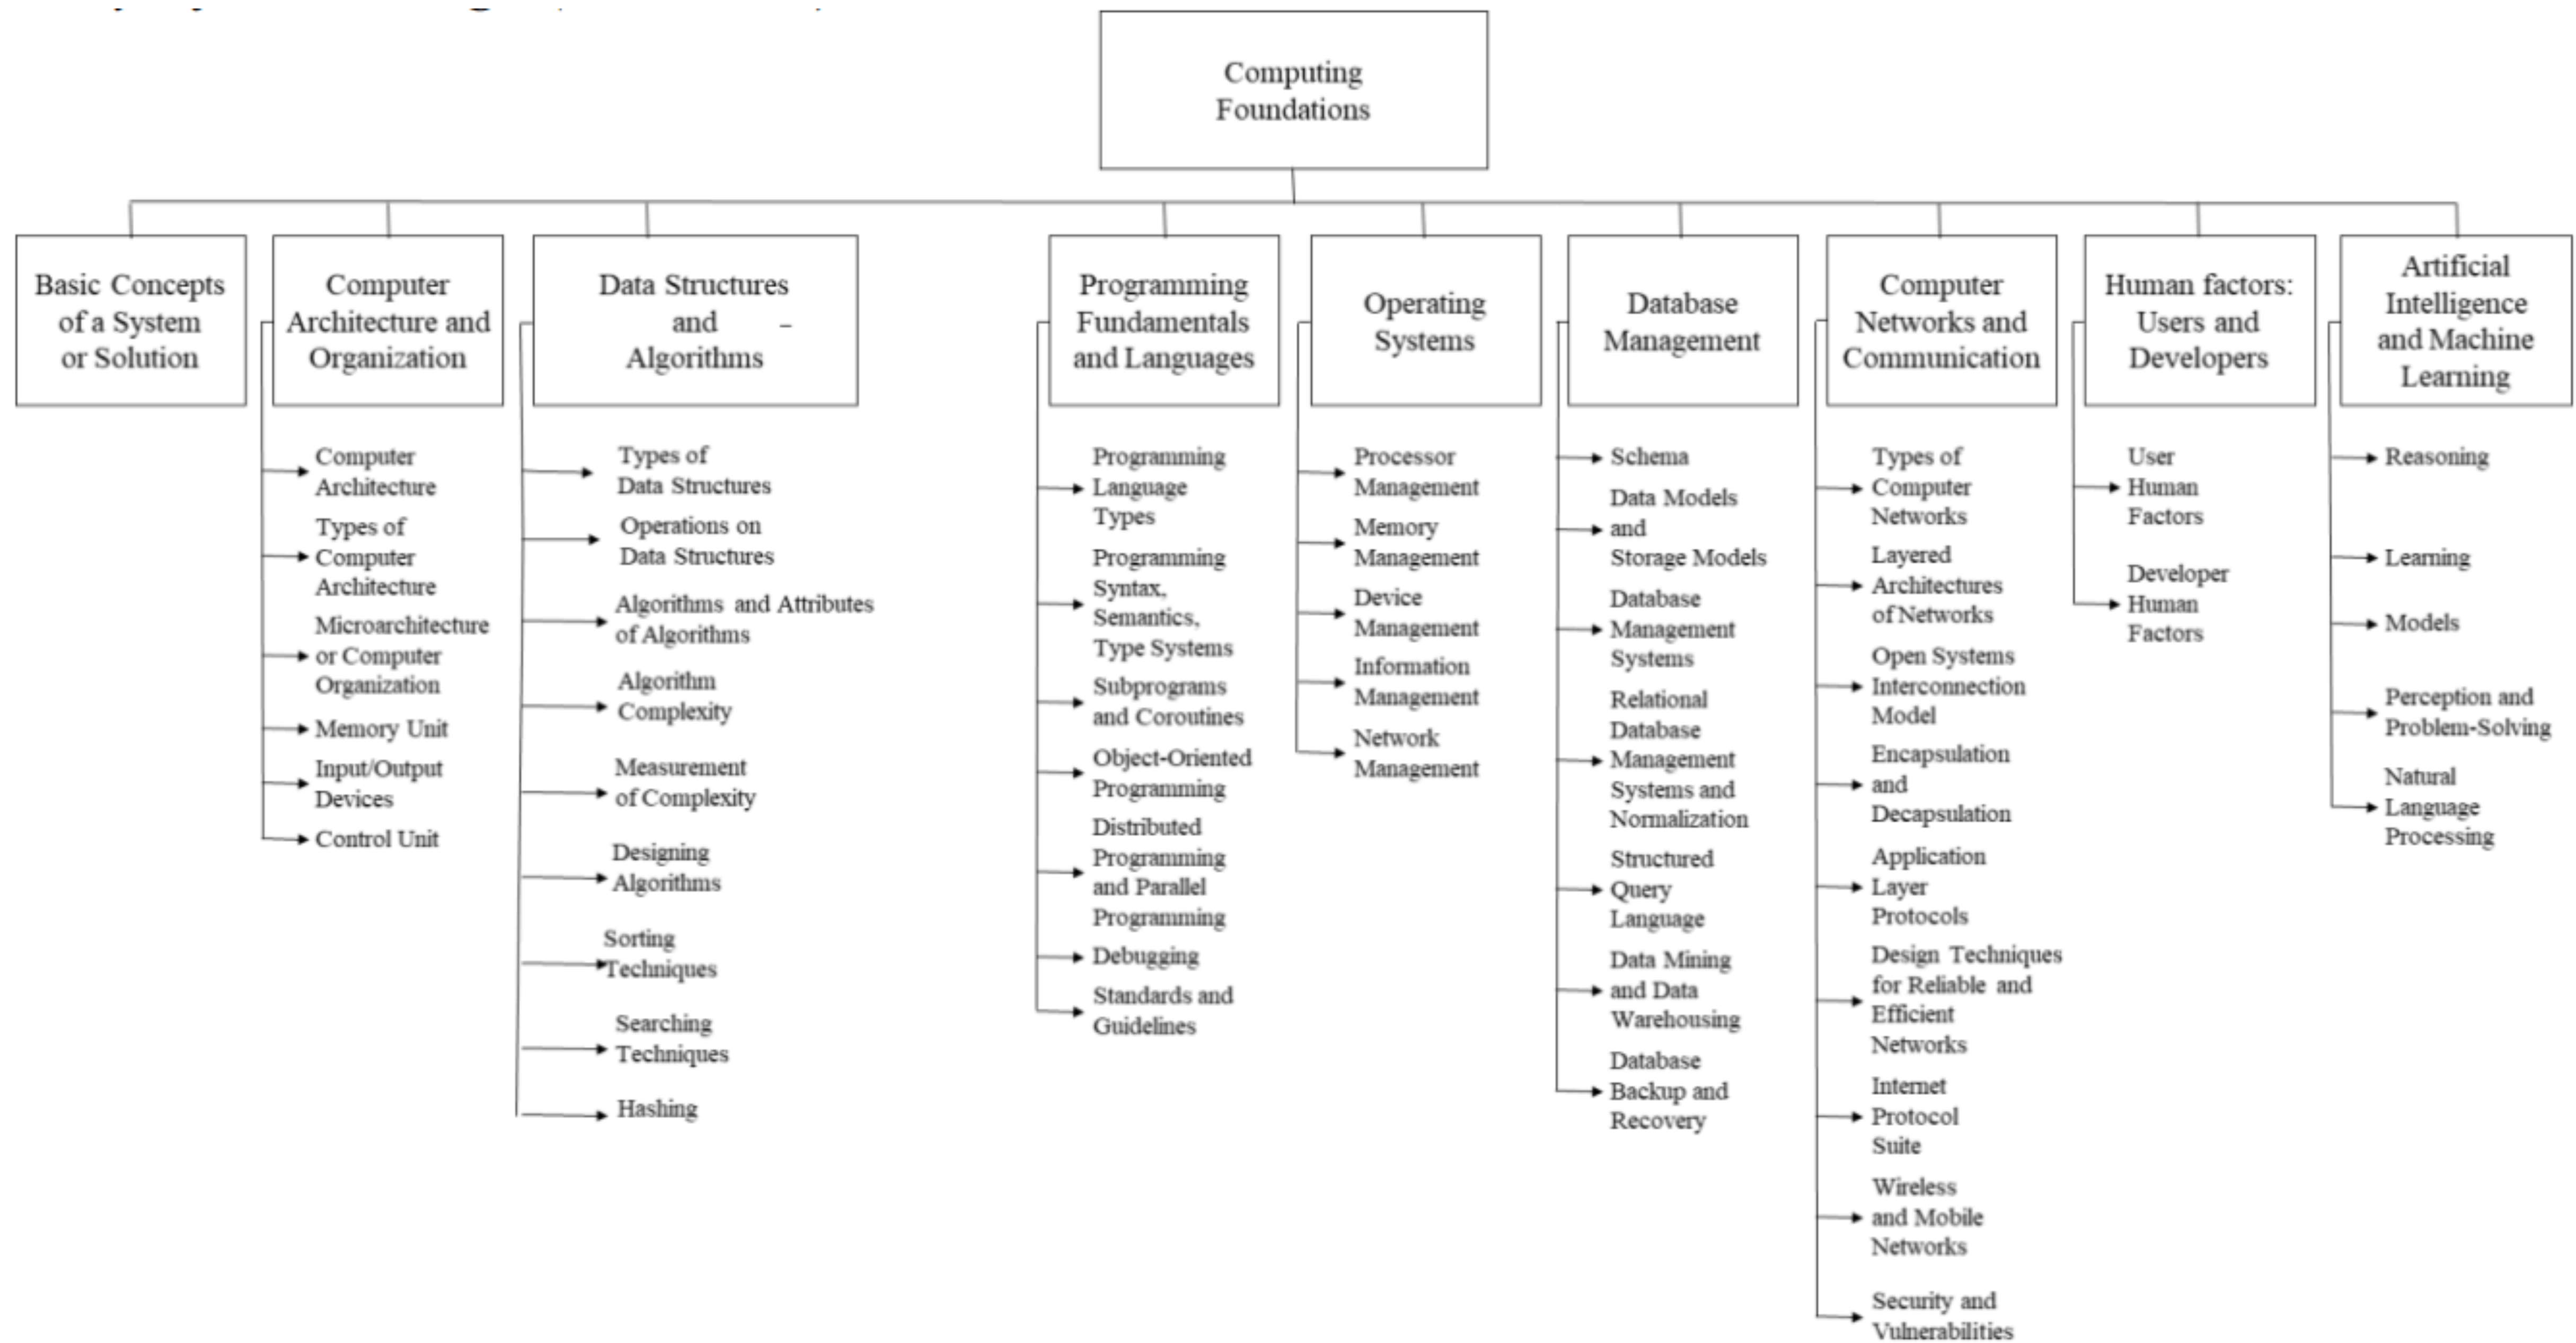 Computing
Foundations
Basic Concepts
of a System
or Solution
Computer
Architecture and
Organization
Computer
Architecture
Types of
Computer
Architecture
Microarchitecture
or Computer
Organization
Memory Unit
Input/Output
Devices
Control Unit
Data Structures
and –
Algorithms
Types of
Data Structures
Operations on
Data Structures
Algorithms and Attributes
of Algorithms
Algorithm
Complexity
Measurement
of Complexity
Designing
Algorithms
Sorting
Techniques
Searching
Techniques
Hashing
Programming
Fundamentals
and Languages
Programming
Language
Types
Programming
Syntax,
Semantics,
Type Systems
Subprograms
and Coroutines
Object-Oriented
Programming
Distributed
Programming
and Parallel
Programming
Debugging
Standards and
Guidelines
Operating
Systems
Processor
Management
Memory
Management
Device
Management
Information
Management
Network
Management
Database
Management
Schema
Data Models
and
Storage Models
Database
Management
Systems
Relational
Database
Management
Systems and
Normalization
Structured
Query
Language
Data Mining
and Data
Warehousing
Database
Backup and
Recovery
Computer
Networks and
Communication
Types of
Computer
Networks
Layered
Architectures
of Networks
Open Systems
Interconnection
Model
Encapsulation
and
Decapsulation
Application
Layer
Protocols
Design Techniques
for Reliable and
Efficient
Networks
Internet
Protocol
Suite
Wireless
and Mobile
Networks
Security and
Vulnerabilities
Human factors:
Users and
Developers
User
Human
Factors
Developer
Human
Factors
Artificial
Intelligence
and Machine
Learning
Reasoning
Learning
Models
Perception and
Problem-Solving
Natural
Language
Processing